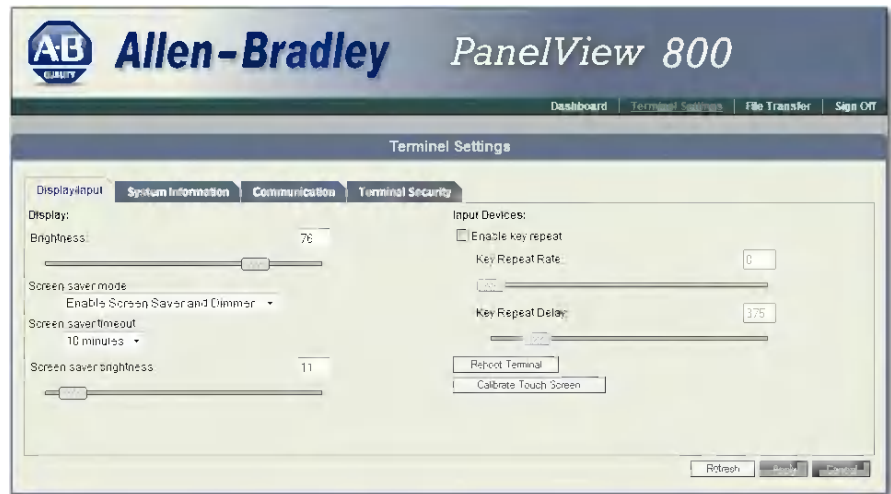 A-B
QUALITY
Allen-Bradley
PanelView 800
Dashboard
Terminal Settings
File Transfer
Sign Off
Terminel Settings
Display/Input
System Information
Communication
Terminal Security
Display:
Brightness:
76
Screen saver mode
Enable Screen Saver and Dimmer
Screen saver timeout
10 minutes
Screen saver brightness
11
Input Devices:
Enable key repeat
Key Repeat Rate:
Key Repeat Delay:
375
Reboot Terminal
Calibrate Touch Screen
Refresh
Apply
Cancel